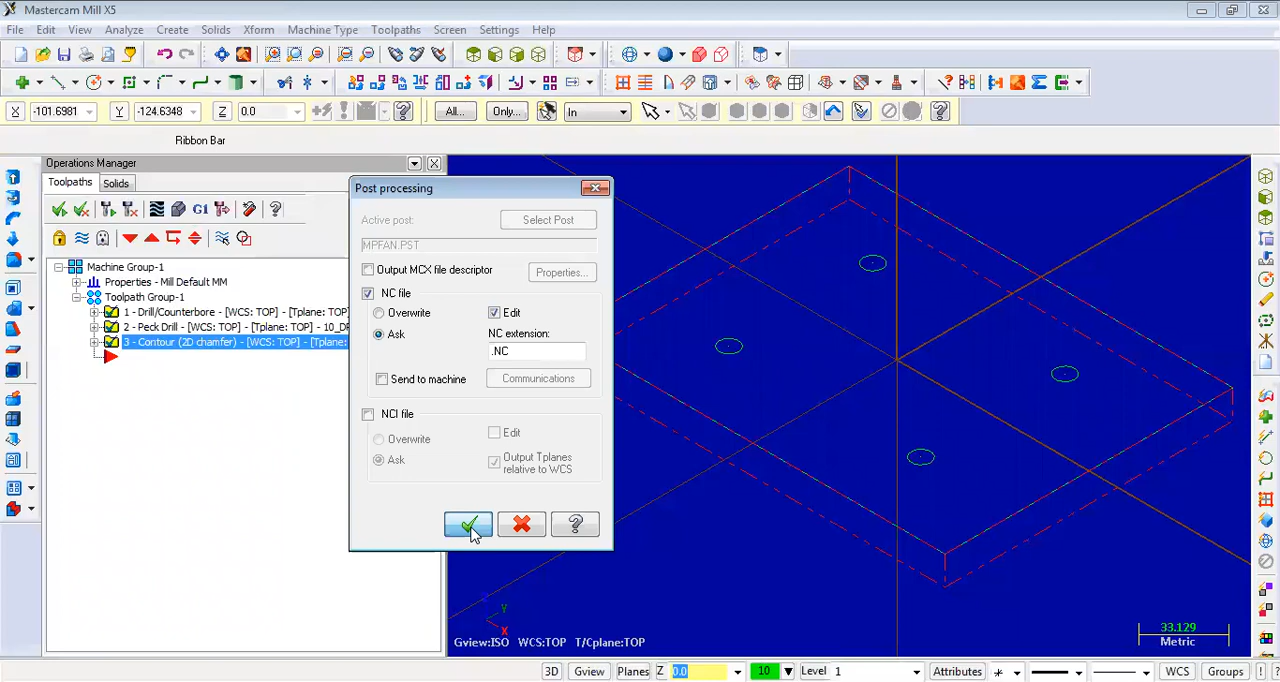 Mastercam Mill X5
File Edit View Analyze Create Solids Xform Machine Type Toolpaths Screen Settings Help
X -101.6981 Y -124.6348 Z 0.0 All... Only... In
Ribbon Bar
Operations Manager
Toolpaths Solids
G1
Machine Group-1
Properties - Mill Default MM
Toolpath Group-1
1 - Drill/Counterbore - [WCS: TOP] - [Tplane: TOP]
2 - Peck Drill - [WCS: TOP] - [Tplane: TOP] - 10_D
3 - Contour (2D chamfer) - [WCS: TOP] - [Tplane:
Post processing
Active post:
Select Post
MPFAN.PST
Output MCX file descriptor
Properties...
NC file
Overwrite
Edit
Ask
NC extension:
.NC
Send to machine
Communications
NCI file
Overwrite
Edit
Ask
Output Tplanes
relative to WCS
Y
X
Gview:ISO WCS:TOP T/Cplane:TOP
33.129
Metric
3D Gview Planes Z 0.0 10 Level 1 Attributes WCS Groups